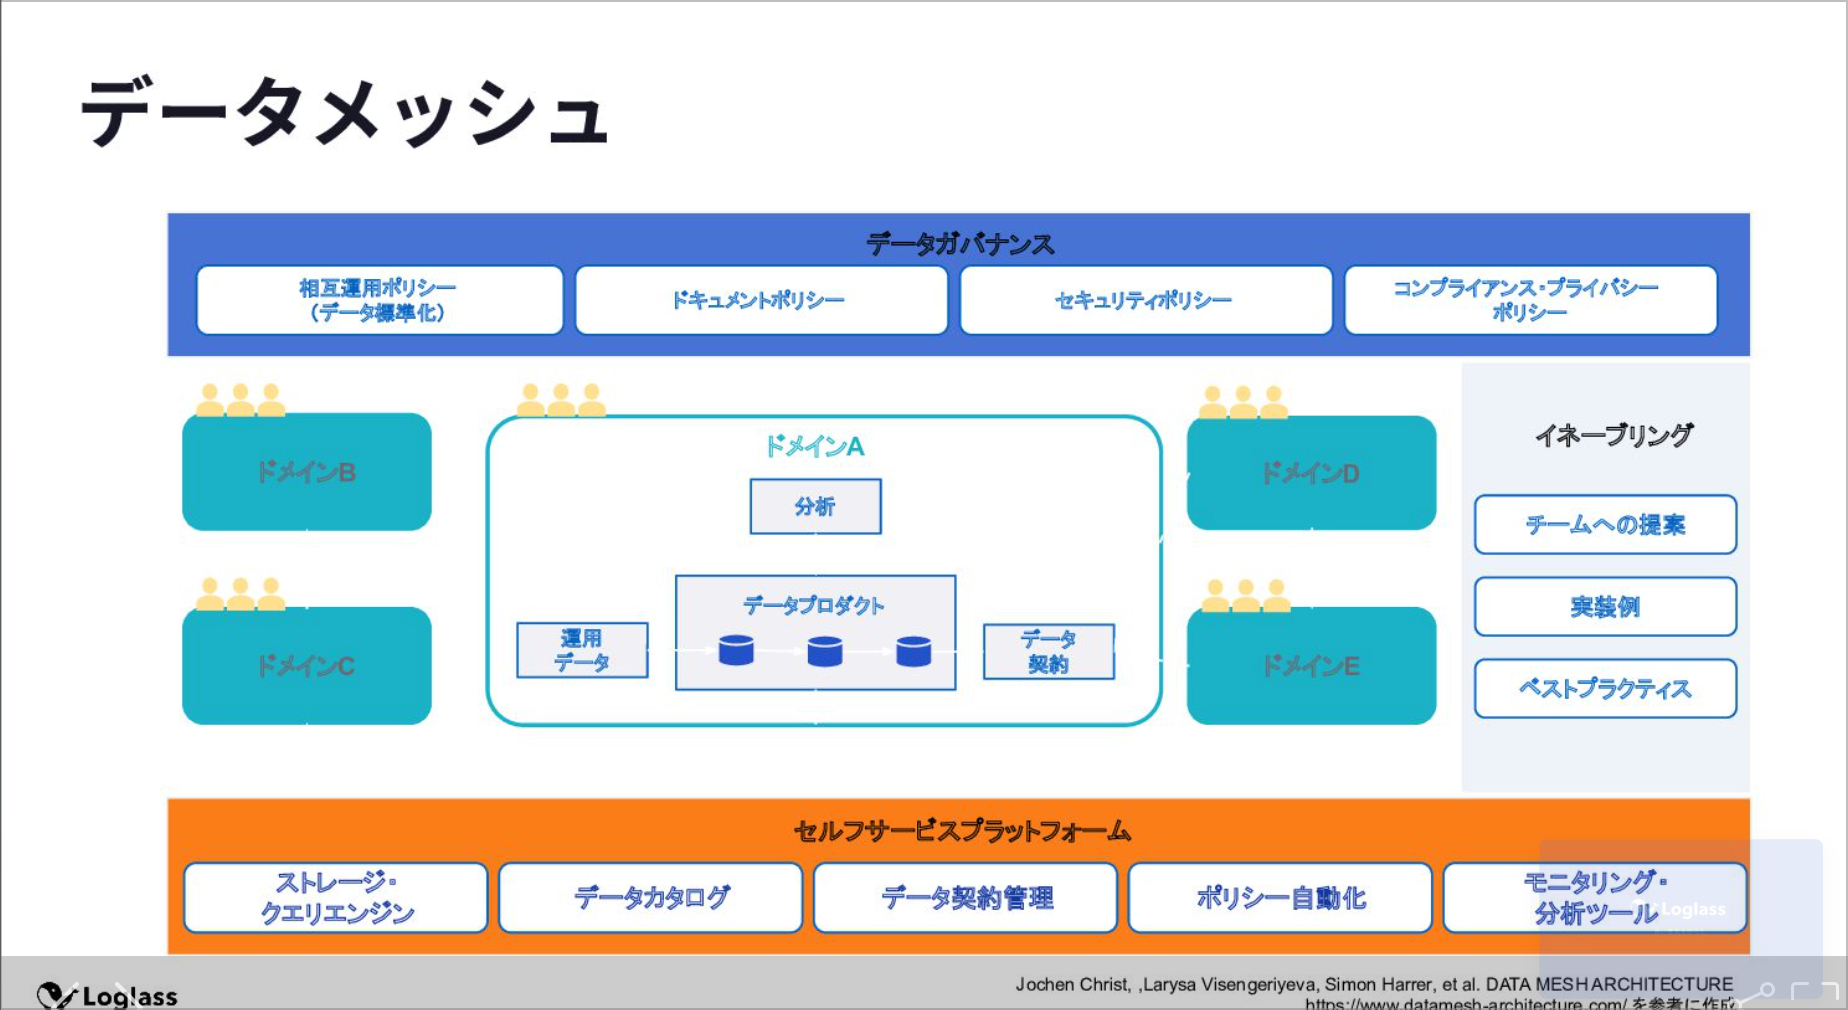 データメッシュ
データガバナンス
相互運用ポリシー
（データ標準化）
ドキュメントポリシー
セキュリティポリシー
コンプライアンス・プライバシー
ポリシー
ドメインB
ドメインC
ドメインA
分析
データプロダクト
運用
データ
データ
契約
ドメインD
ドメインE
イネーブリング
チームへの提案
実装例
ベストプラクティス
セルフサービスプラットフォーム
ストレージ・
クエリエンジン
データカタログ
データ契約管理
ポリシー自動化
モニタリング・
分析ツール
Loglass
Loglass
Jochen Christ, ,Larysa Visengeriyeva, Simon Harrer, et al. DATA MESH ARCHITECTURE
https://www.datamesh-architecture.com/ を参考に作成